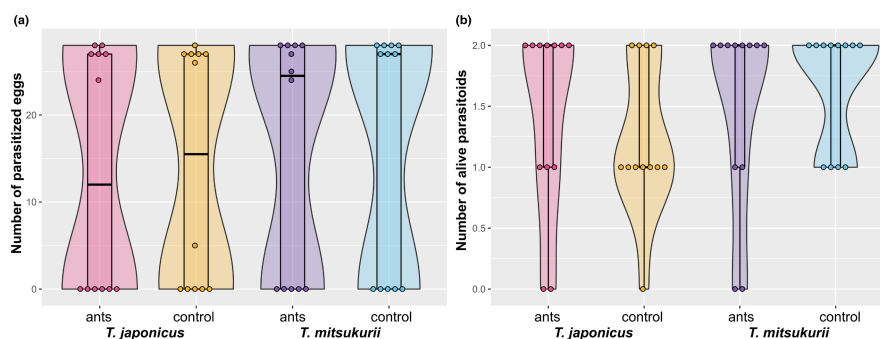 (a)
Number of parasitized eggs
20
10
0
ants control ants control
T. japonicus T. mitsukurii
(b)
Number of alive parasitoids
2.0
1.5
1.0
0.5
0.0
ants control ants control
T. japonicus T. mitsukurii